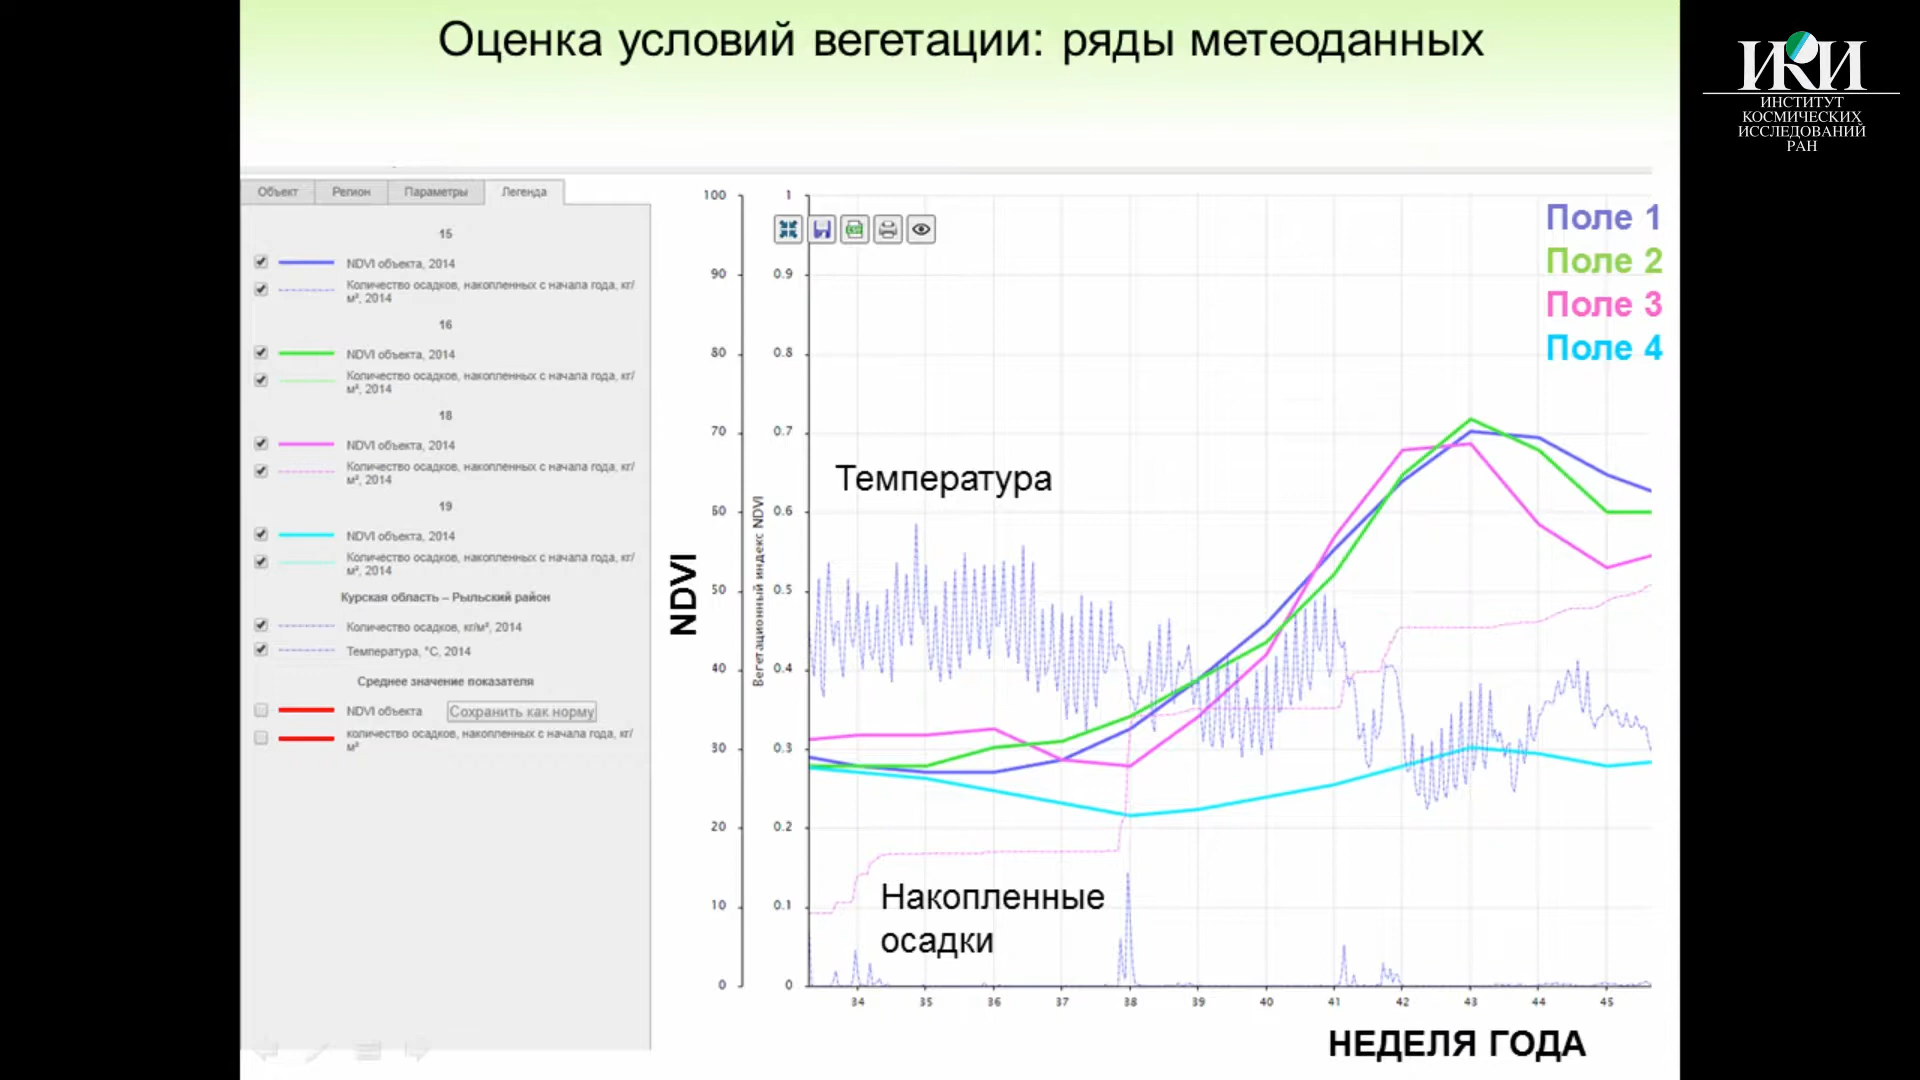 Оценка условий вегетации: ряды метеоданных
ИКИ
ИНСТИТУТ
КОСМИЧЕСКИХ
ИССЛЕДОВАНИЙ
РАН
Объект Регион Параметры Легенда
15
NDVI объекта, 2014
Количество осадков, накопленных с начала года, кг/
м², 2014
16
NDVI объекта, 2014
Количество осадков, накопленных с начала года, кг/
м², 2014
18
NDVI объекта, 2014
Количество осадков, накопленных с начала года, кг/
м², 2014
19
NDVI объекта, 2014
Количество осадков, накопленных с начала года, кг/
м², 2014
Курская область – Рыльский район
Количество осадков, кг/м², 2014
Температура, °C, 2014
Среднее значение показателя
NDVI объекта Сохранить как норму
количество осадков, накопленных с начала года, кг/
м²
NDVI
100
90
80
70
60
50
40
30
20
10
0
Вегетационный индекс NDVI
1
0.9
0.8
0.7
0.6
0.5
0.4
0.3
0.2
0.1
0
Поле 1
Поле 2
Поле 3
Поле 4
Температура
Накопленные
осадки
34 35 36 37 38 39 40 41 42 43 44 45
НЕДЕЛЯ ГОДА